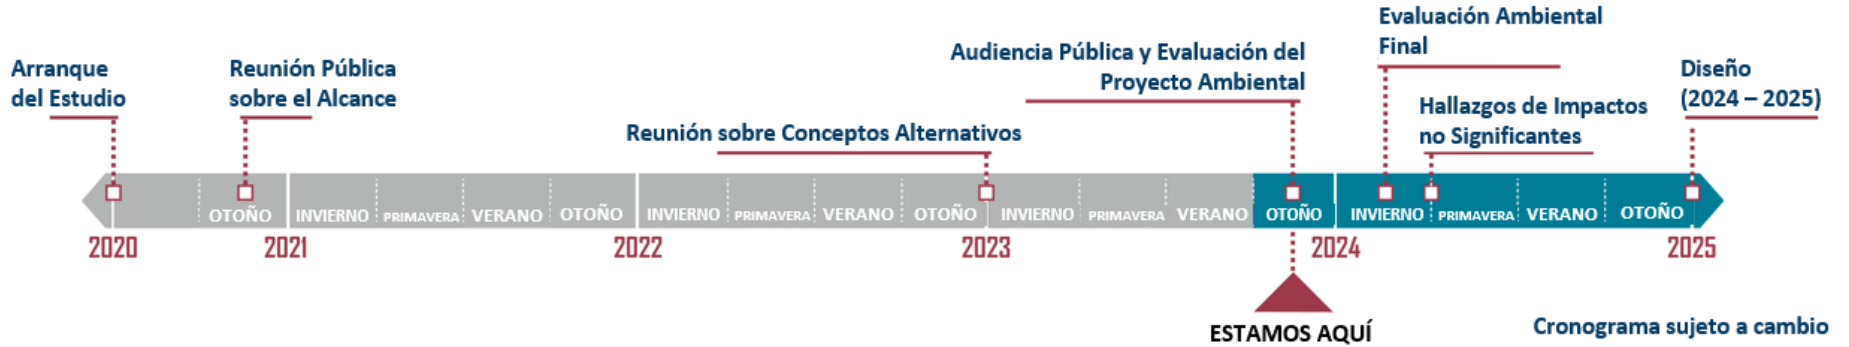 Arranque
del Estudio
Reunión Pública
sobre el Alcance
Reunión sobre Conceptos Alternativos
Audiencia Pública y Evaluación del
Proyecto Ambiental
Evaluación Ambiental
Final
Hallazgos de Impactos
no Significantes
Diseño
(2024 – 2025)
OTOÑO INVIERNO PRIMAVERA VERANO OTOÑO INVIERNO PRIMAVERA VERANO OTOÑO INVIERNO PRIMAVERA VERANO OTOÑO INVIERNO PRIMAVERA VERANO OTOÑO
2020 2021 2022 2023 2024 2025
ESTAMOS AQUÍ
Cronograma sujeto a cambio